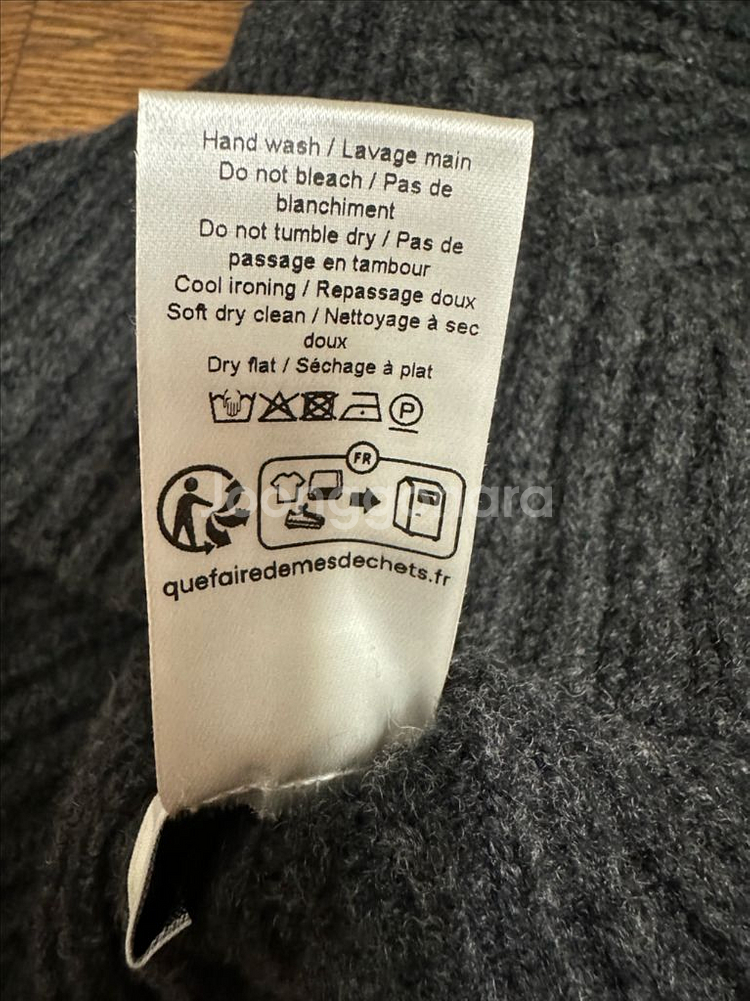 Hand wash / Lavage main
Do not bleach / Pas de
blanchiment
Do not tumble dry / Pas de
passage en tambour
Cool ironing / Repassage doux
Soft dry clean / Nettoyage à sec
doux
Dry flat / Séchage à plat
P
FR
Joonggonara
quefairedemesdechets.fr